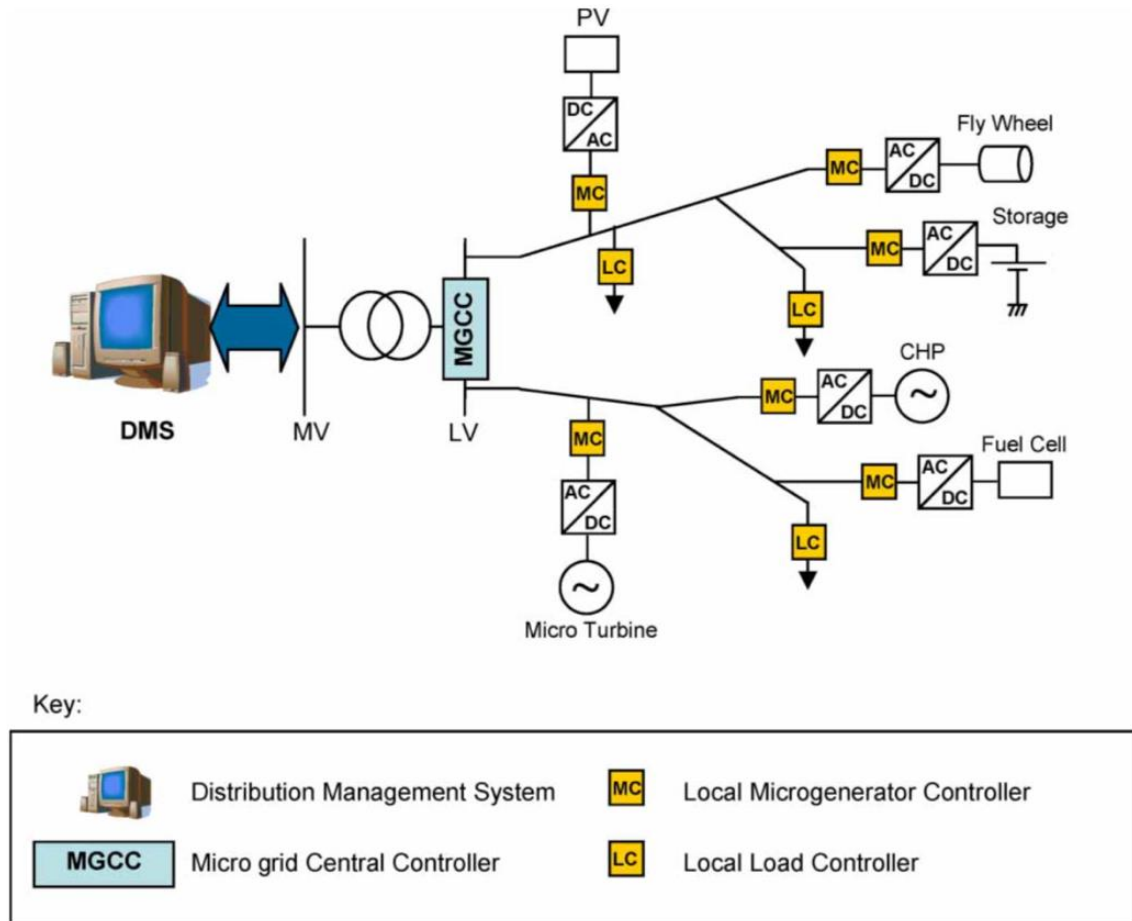 PV
DC
AC
MC
Fly Wheel
MC
AC
DC
Storage
MC
AC
DC
LC
LC
MGCC
DMS
MV
LV
CHP
MC
AC
DC
MC
Fuel Cell
MC
AC
DC
AC
DC
LC
Micro Turbine
Key:
Distribution Management System
MC
Local Microgenerator Controller
MGCC
Micro grid Central Controller
LC
Local Load Controller